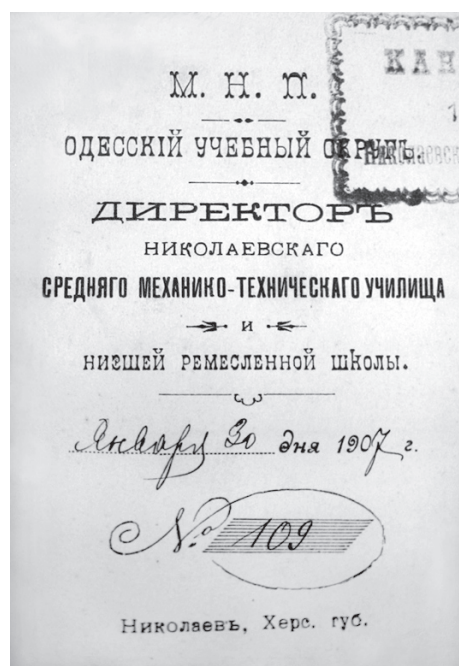 М. Н. П.
ОДЕССКІЙ УЧЕБНЫЙ ОКРУГЪ.
КАН
ДИРЕКТОРЪ
НИКОЛАЕВСКАГО
СРЕДНЯГО МЕХАНИКО-ТЕХНИЧЕСКАГО УЧИЛИЩА
И
НИЗШЕЙ РЕМЕСЛЕННОЙ ШКОЛЫ.
Января 30 дня 1907 г.
№ 109
Николаевъ, Херс. губ.